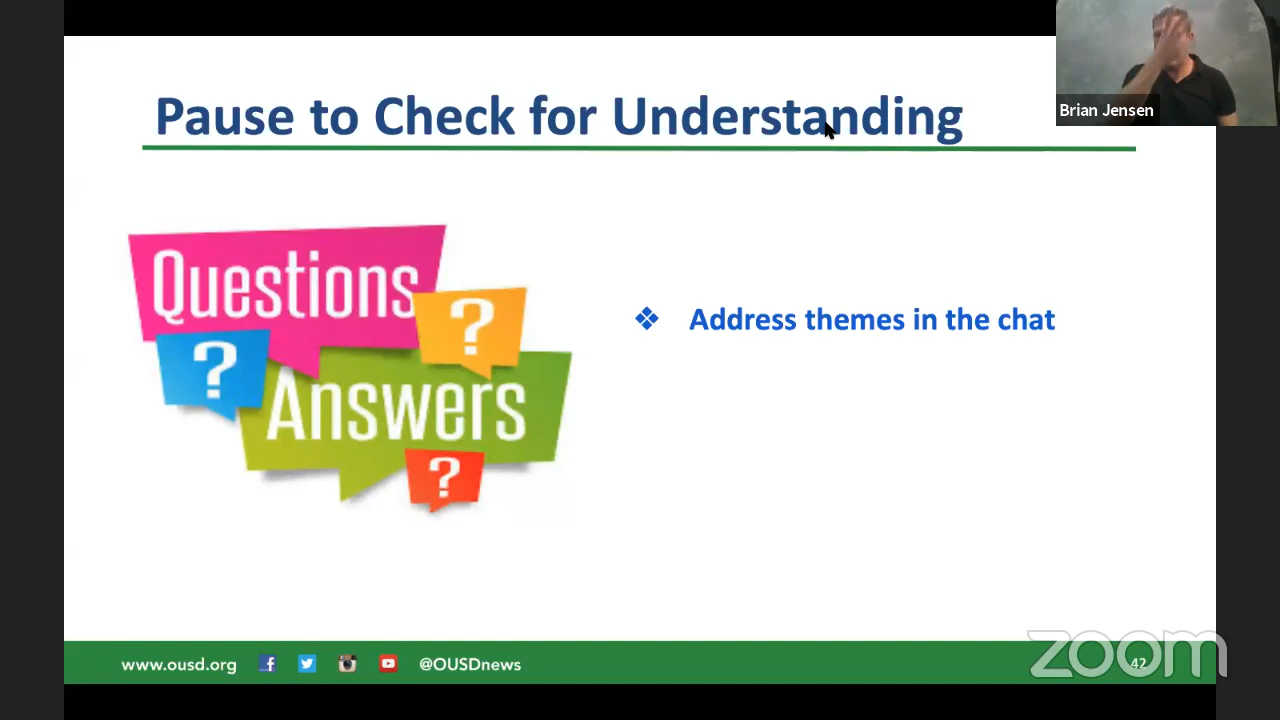 Pause to Check for Understanding
Brian Jensen
Questions
?
?
Answers
?
❖ Address themes in the chat
www.ousd.org @OUSDnews
zoom
42